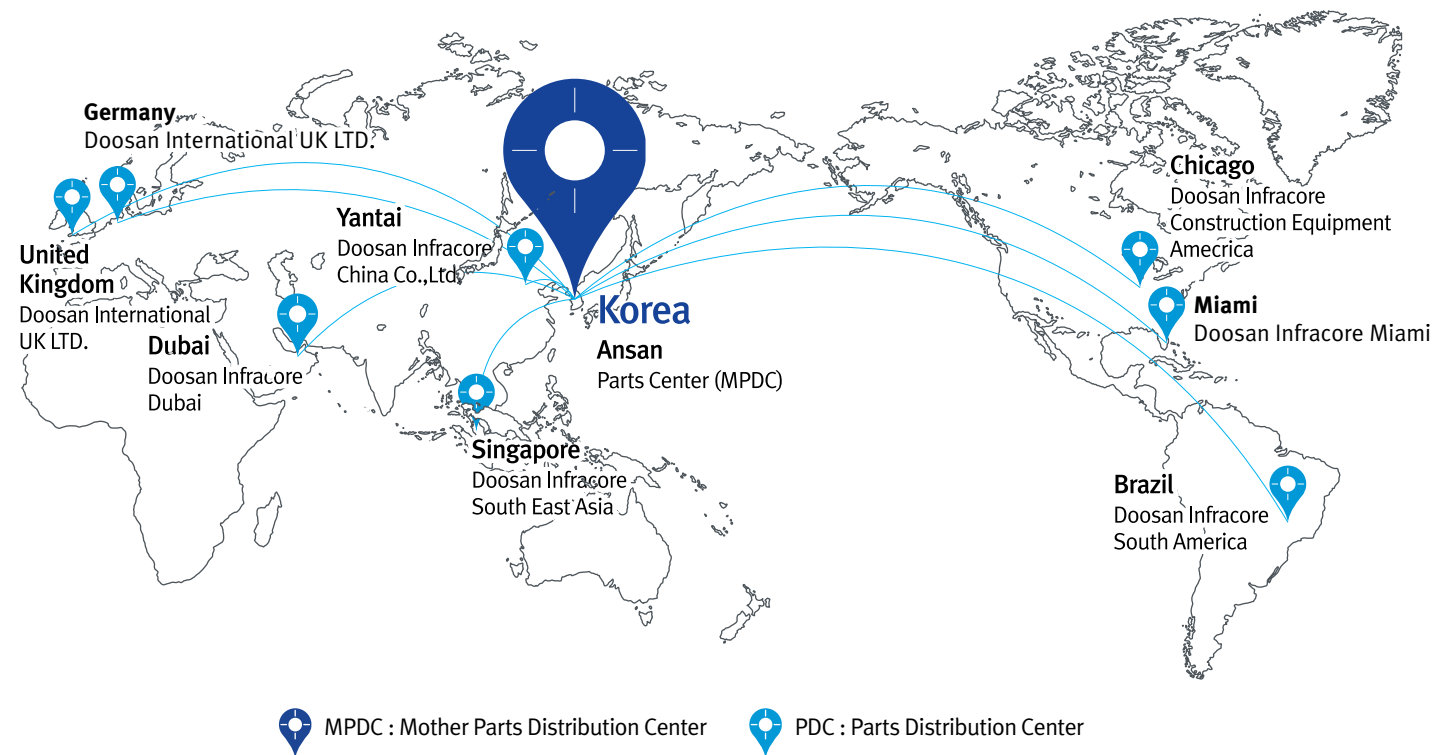 Germany
Doosan International UK LTD.
United
Kingdom
Doosan International
UK LTD.
Yantai
Doosan Infracore
China Co.,Ltd.
Dubai
Doosan Infracore
Dubai
Korea
Ansan
Parts Center (MPDC)
Singapore
Doosan Infracore
South East Asia
Chicago
Doosan Infracore
Construction Equipment
Amecrica
Miami
Doosan Infracore Miami
Brazil
Doosan Infracore
South America
MPDC : Mother Parts Distribution Center
PDC : Parts Distribution Center